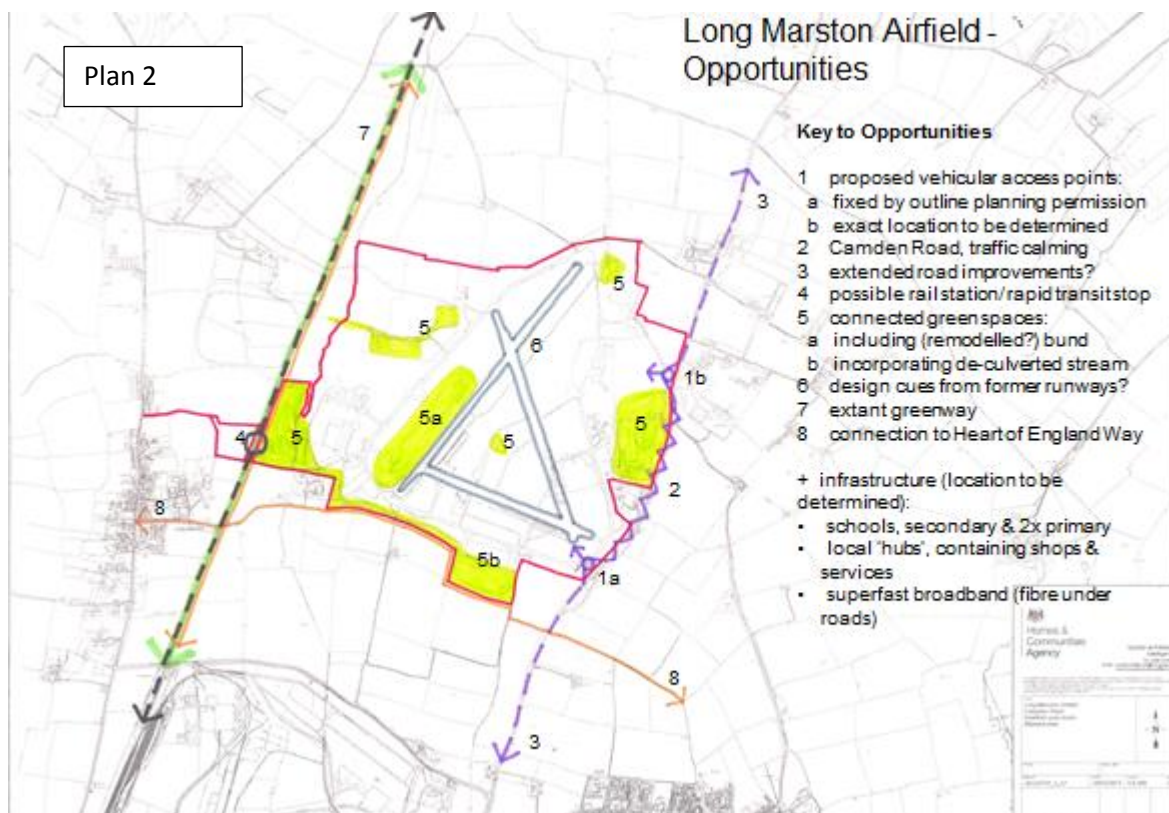 Plan 2
Long Marston Airfield -
Opportunities
Key to Opportunities
1 proposed vehicular access points:
a fixed by outline planning permission
b exact location to be determined
2 Camden Road, traffic calming
3 extended road improvements?
4 possible rail station/rapid transit stop
5 connected green spaces:
a including (remodelled?) bund
b incorporating de-culverted stream
6 design cues from former runways?
7 extant greenway
8 connection to Heart of England Way
+ infrastructure (location to be
determined):
• schools, secondary & 2x primary
• local 'hubs', containing shops &
services
• superfast broadband (fibre under
roads)
7
3
5
5
6
1b
5a
5
4
5
5
2
8
5b
1a
8
3
Homes &
Communities
Agency
N